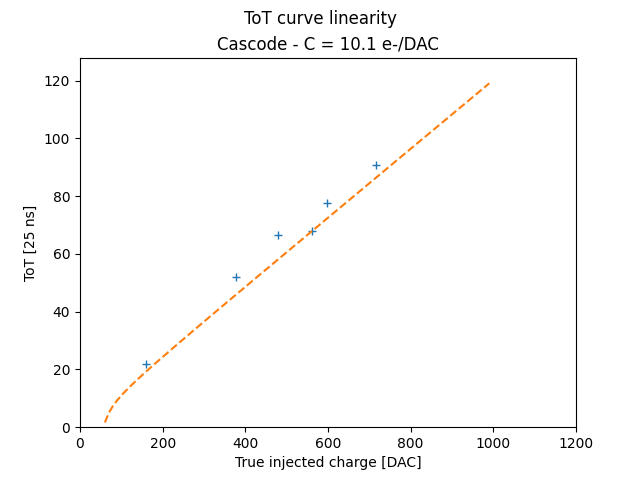 ToT curve linearity
Cascode - C = 10.1 e-/DAC
ToT [25 ns]
120
100
80
60
40
20
0
0 200 400 600 800 1000 1200
True injected charge [DAC]